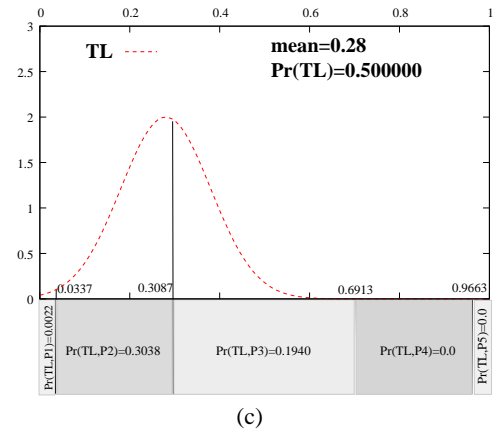 0 0.2 0.4 0.6 0.8 1
TL
mean=0.28
Pr(TL)=0.500000
3
2.5
2
1.5
1
0.5
0
0.0337 0.3087 0.6913 0.9663
Pr(TL,P1)=0.0022
Pr(TL,P2)=0.3038
Pr(TL,P3)=0.1940
Pr(TL,P4)=0.0
Pr(TL,P5)=0.0
(c)